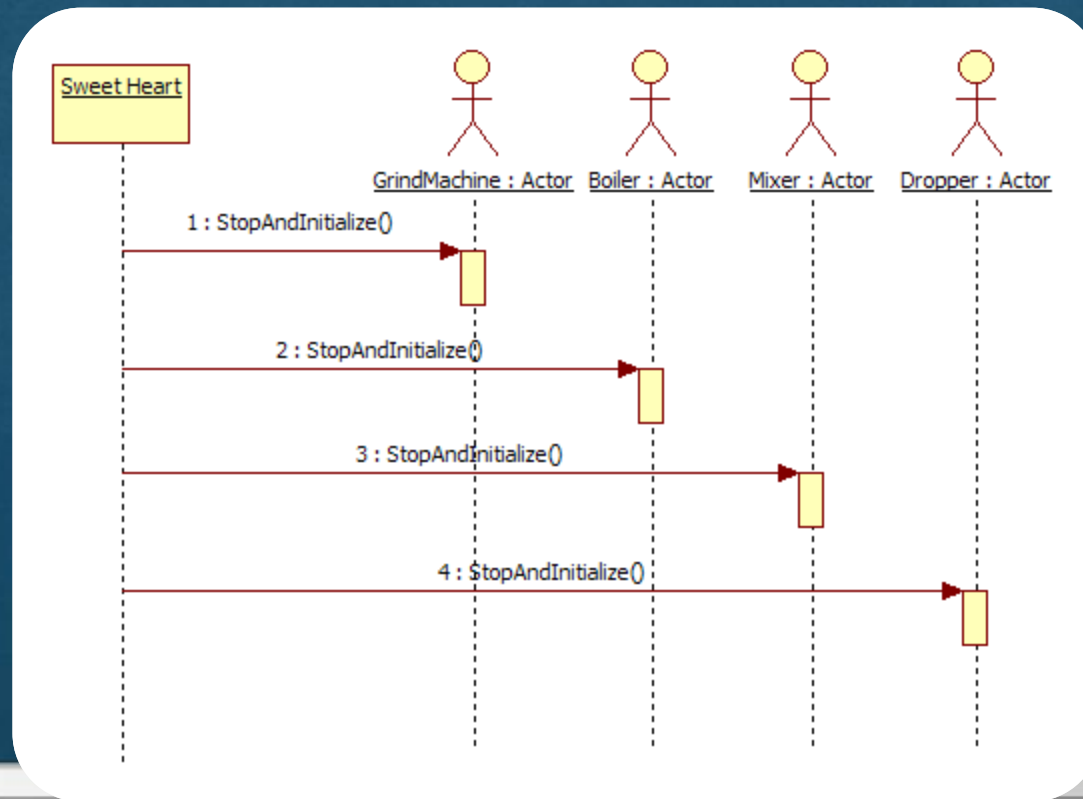 Sweet Heart
GrindMachine : Actor
Boiler : Actor
Mixer : Actor
Dropper : Actor
1 : StopAndInitialize()
2 : StopAndInitialize()
3 : StopAndInitialize()
4 : StopAndInitialize()